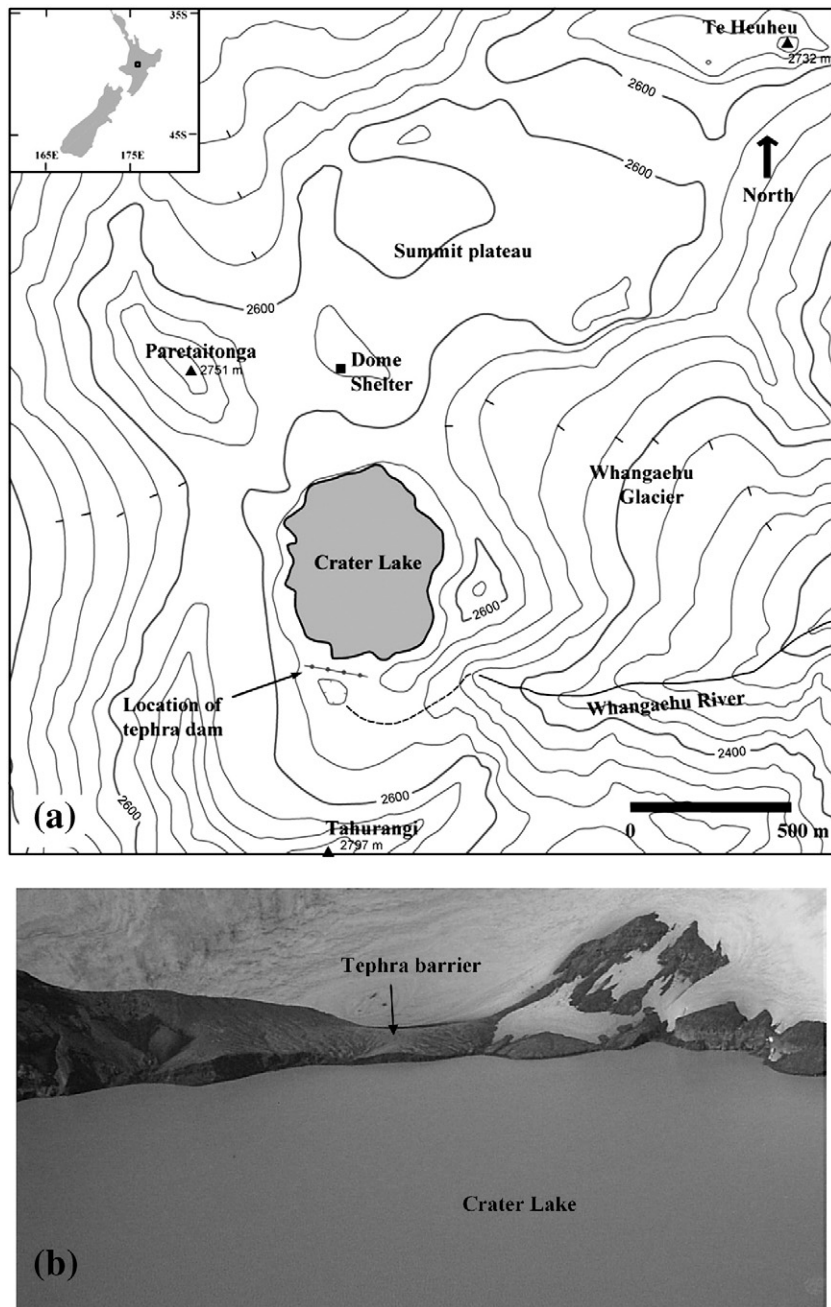 35S
45S
165E
175E
Te Heuheu
2732 m
2600
2600
North
Summit plateau
2600
Paretaitonga
2751 m
Dome
Shelter
Whangaehu
Glacier
Crater Lake
2600
Location of
tephra dam
Whangaehu River
2400
2600
2600
(a)
Tahurangi
2797 m
0
500 m
Tephra barrier
Crater Lake
(b)